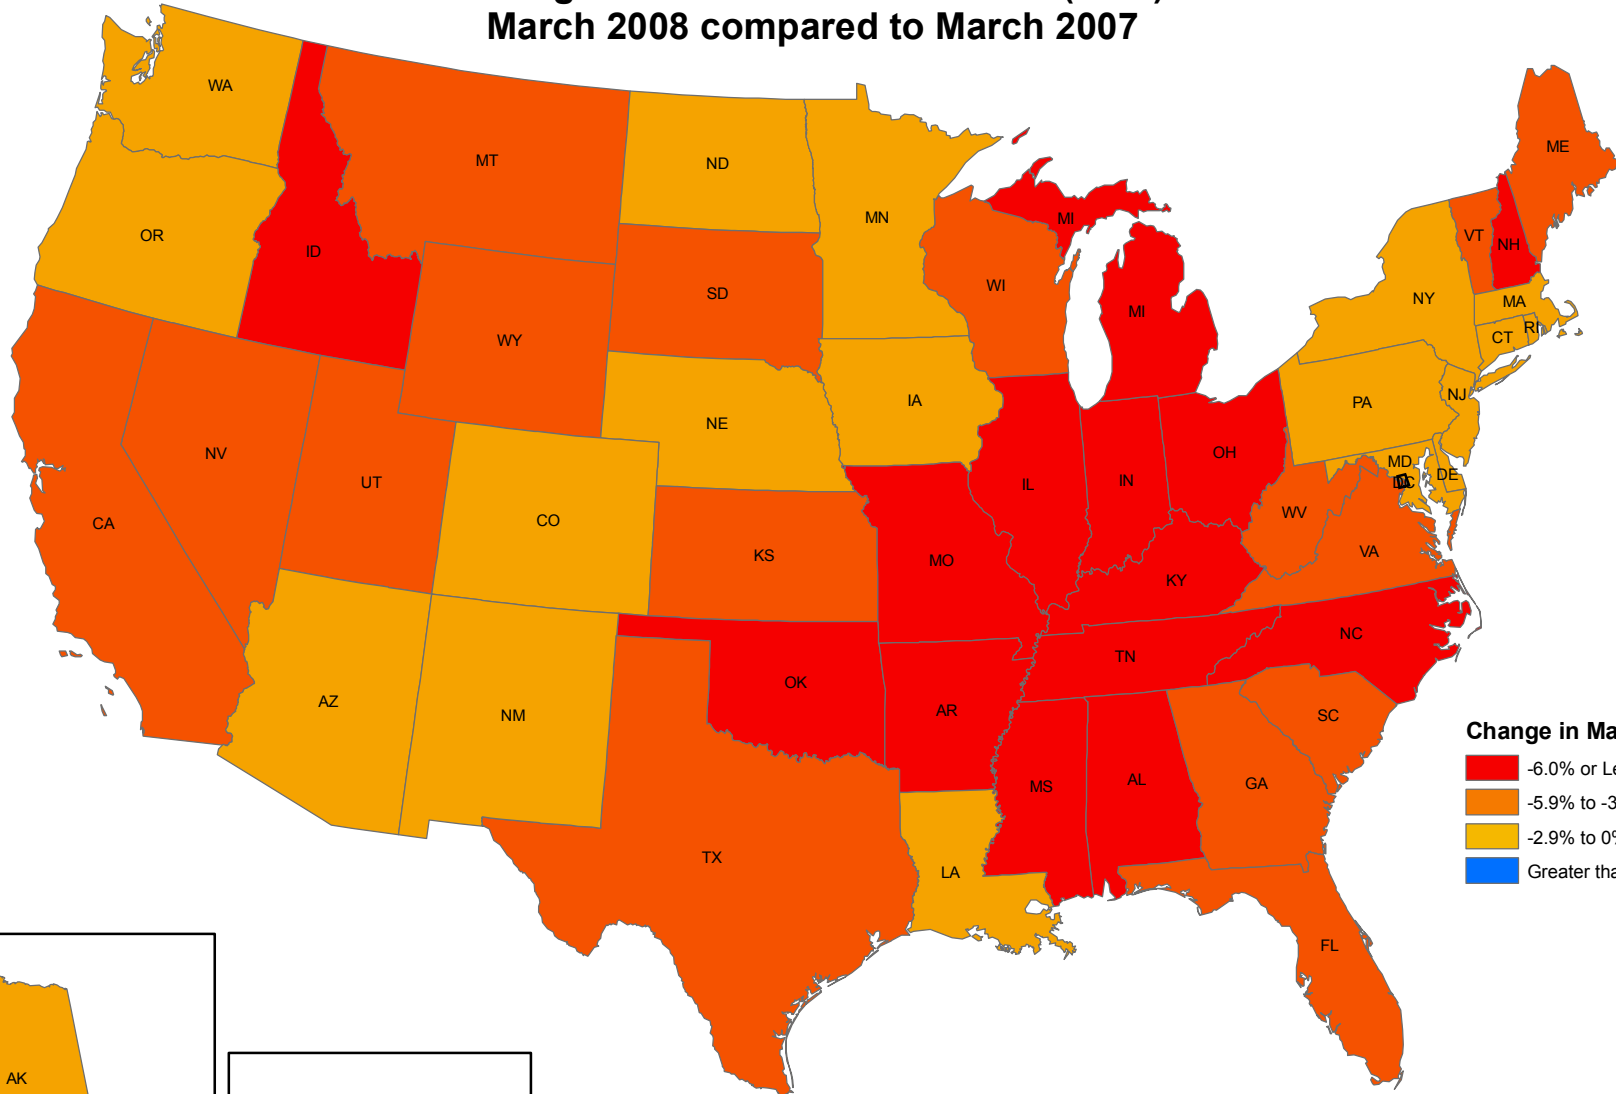 March 2008 compared to March 2007
WA
MT
ND
MN
ME
OR
ID
SD
WI
MI
MI
VT
NH
NY
MA
CT
RI
WY
NE
IA
PA
NJ
NV
UT
CO
KS
MO
IL
IN
OH
MD
DE
DC
WV
VA
CA
KY
AZ
NM
OK
AR
TN
NC
SC
MS
AL
GA
TX
LA
FL
AK
Change in Ma
-6.0% or Le
-5.9% to -3
-2.9% to 0%
Greater tha